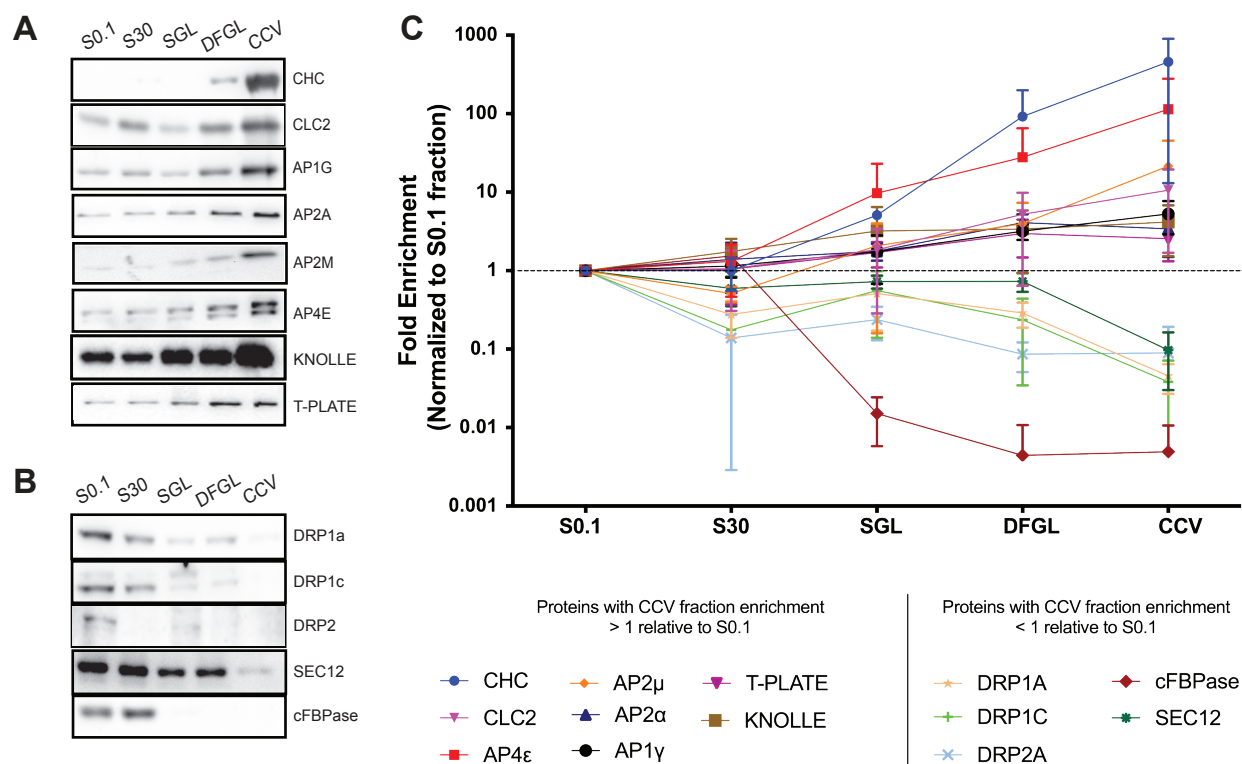 A
S0.1 S30 SGL DFGL CCV
CHC
CLC2
AP1G
AP2A
AP2M
AP4E
KNOLLE
T-PLATE
B
S0.1 S30 SGL DFGL CCV
DRP1a
DRP1c
DRP2
SEC12
cFBPase
C
Fold Enrichment
(Normalized to S0.1 fraction)
1000
100
10
1
0.1
0.01
0.001
S0.1 S30 SGL DFGL CCV
Proteins with CCV fraction enrichment
> 1 relative to S0.1
CHC AP2μ T-PLATE
CLC2 AP2α KNOLLE
AP4ε AP1γ
Proteins with CCV fraction enrichment
< 1 relative to S0.1
DRP1A cFBPase
DRP1C SEC12
DRP2A